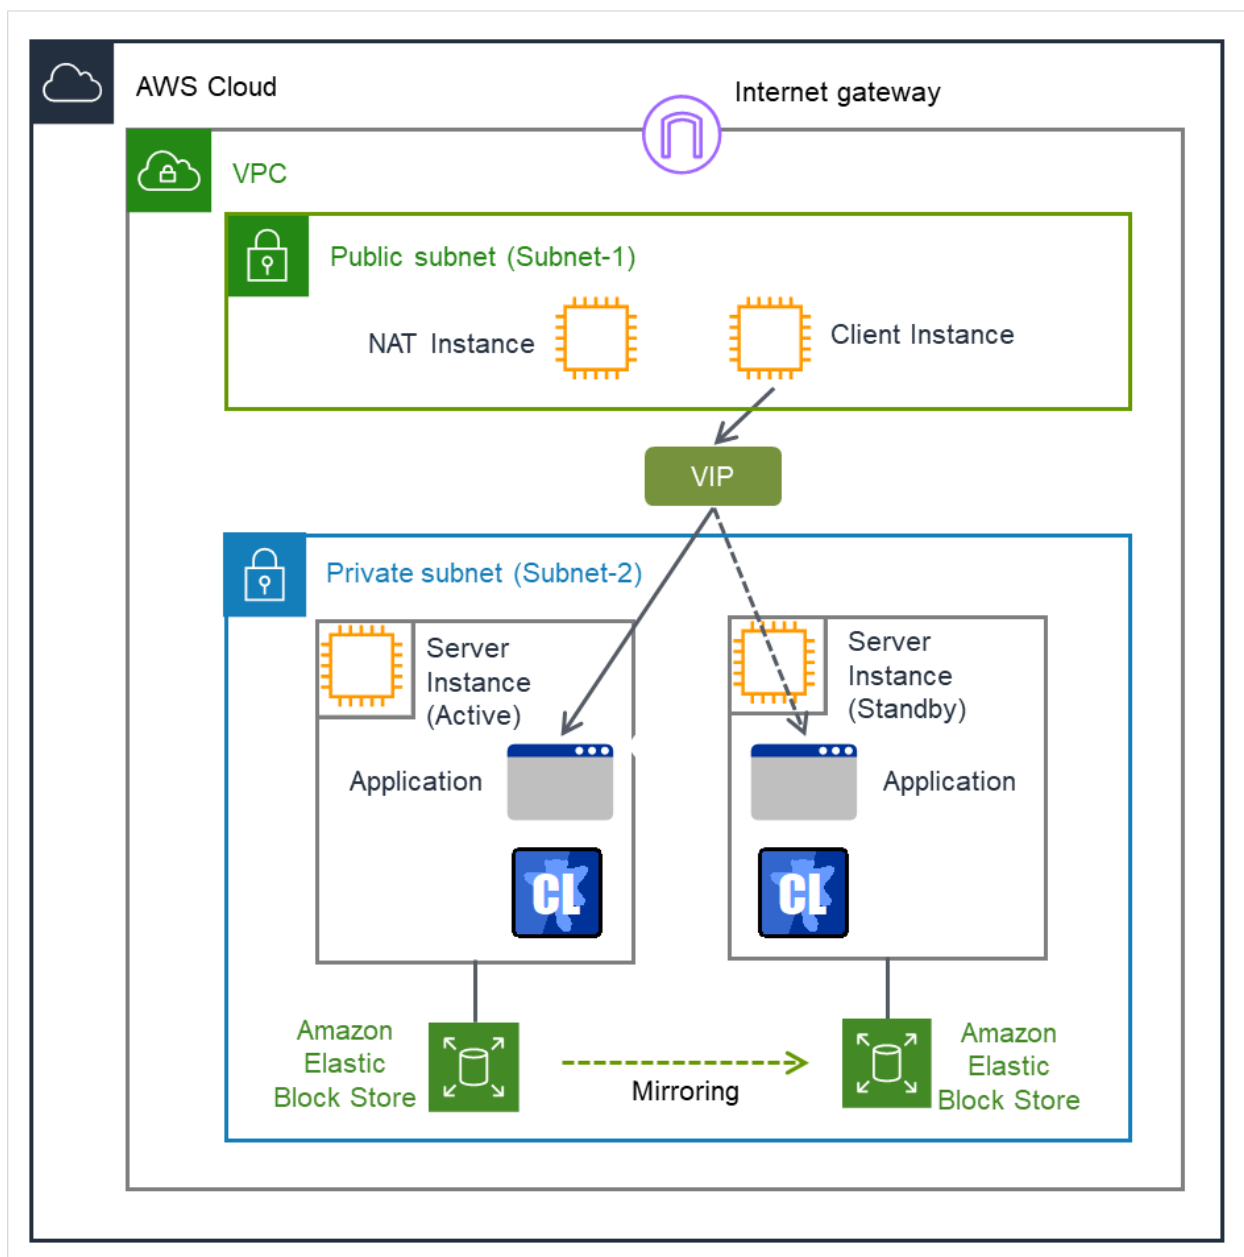 AWS Cloud
Internet gateway
VPC
Public subnet (Subnet-1)
NAT Instance
Client Instance
VIP
Private subnet (Subnet-2)
Server
Instance
(Active)
Server
Instance
(Standby)
Application
Application
CL
CL
Amazon
Elastic
Block Store
Mirroring
Amazon
Elastic
Block Store